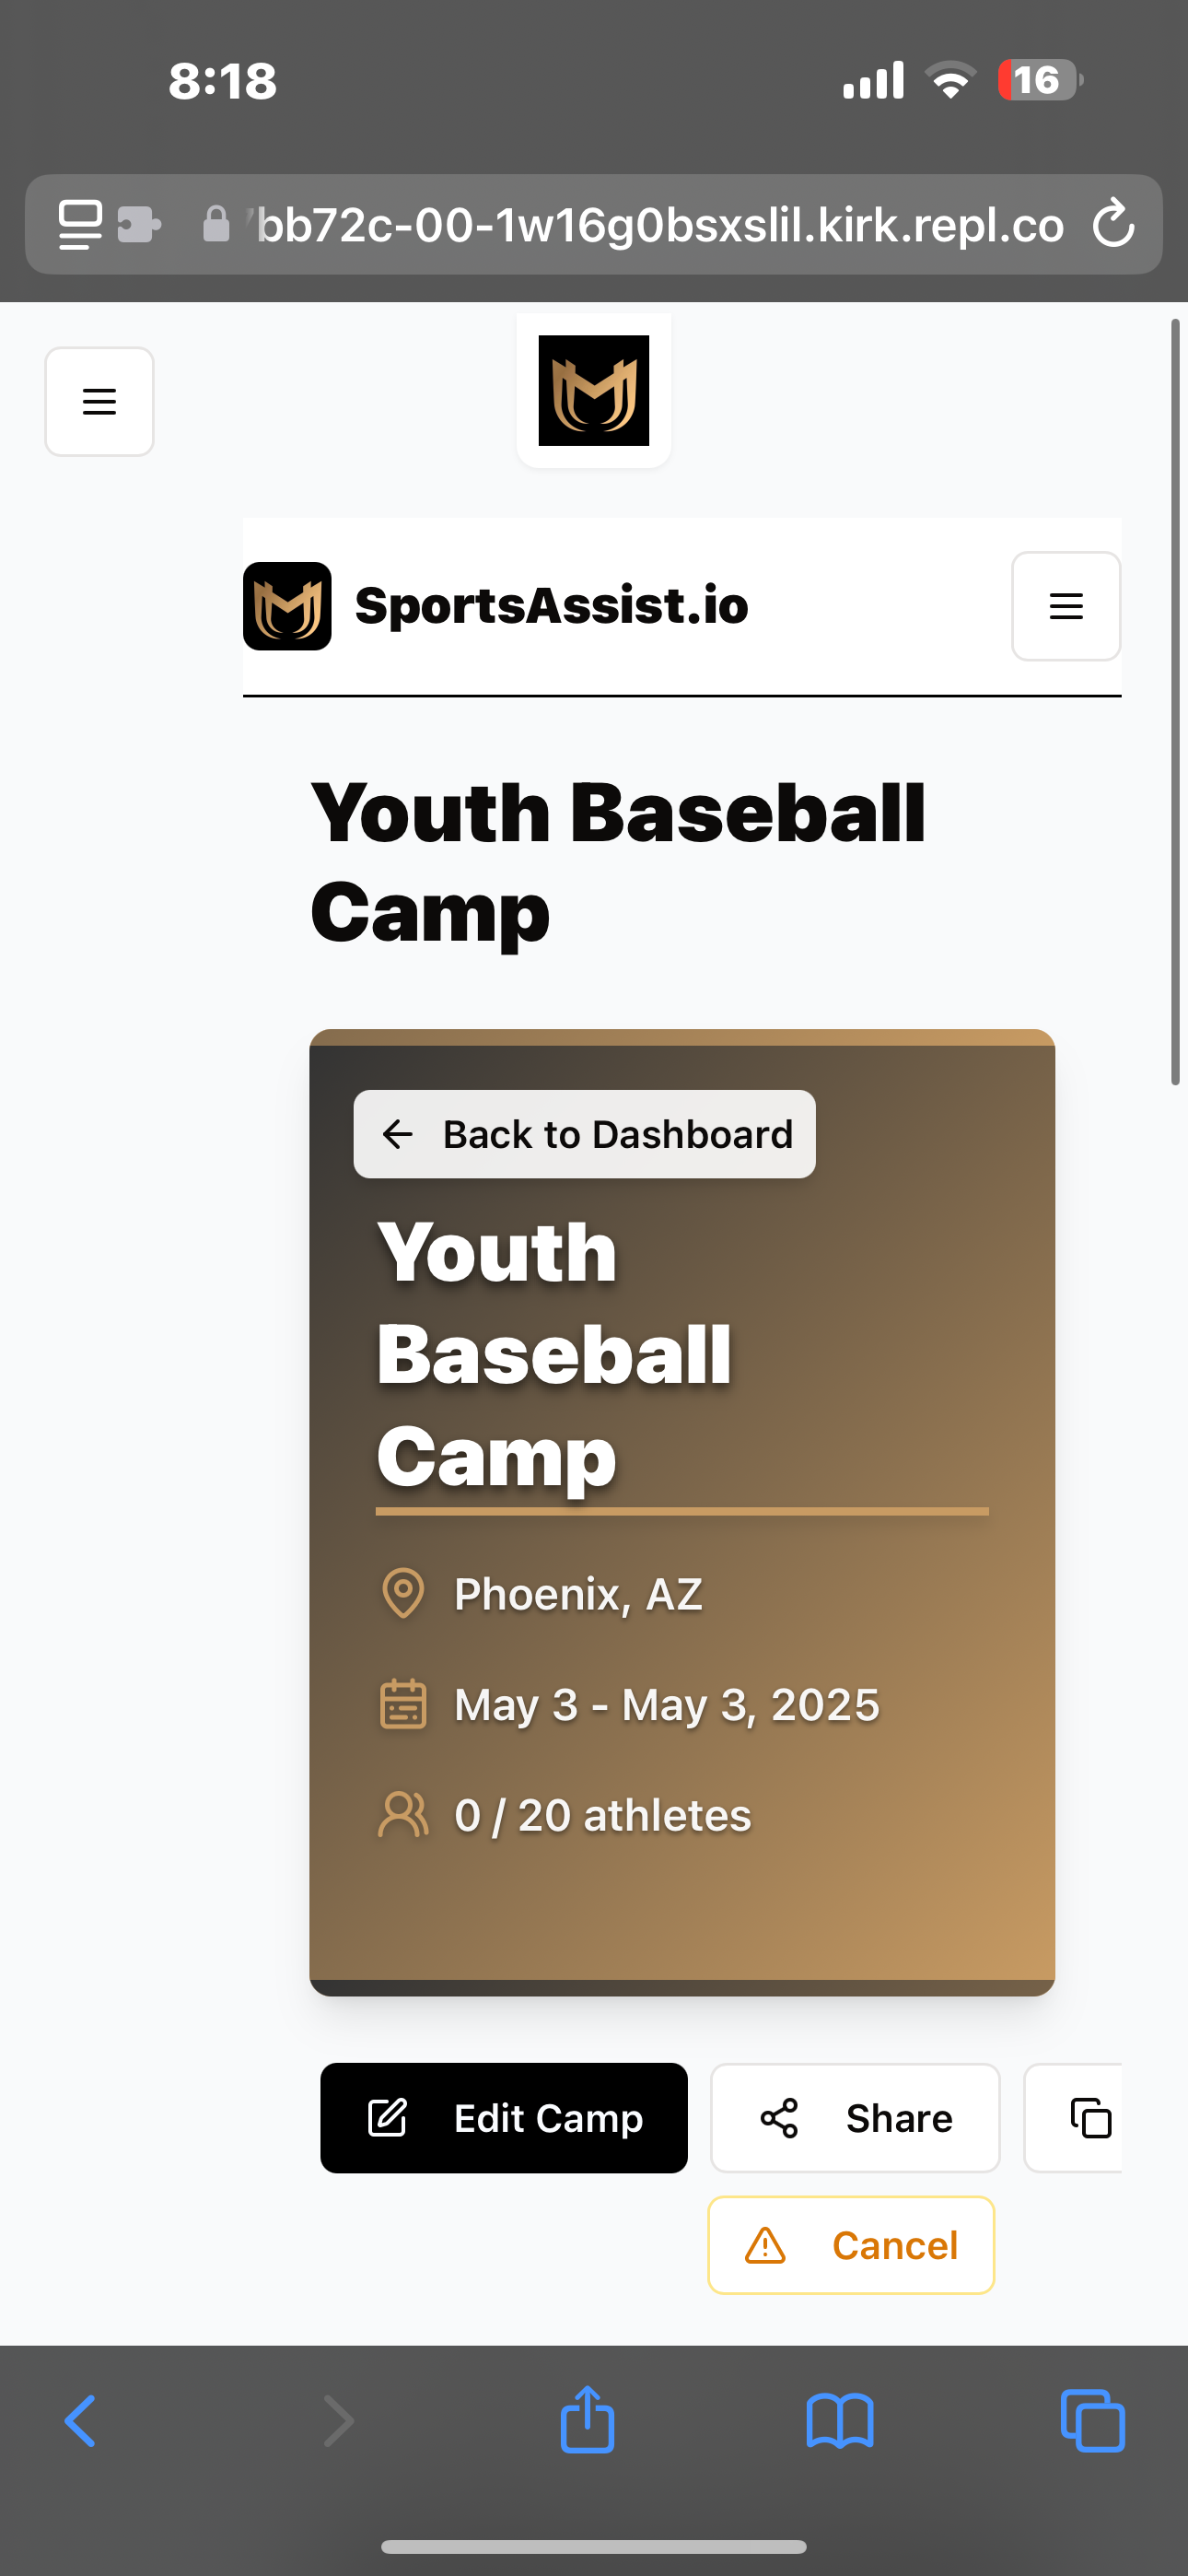 8:18
16
bb72c-00-1w16g0bsxslil.kirk.repl.co
SportsAssist.io
Youth Baseball
Camp
Back to Dashboard
Youth
Baseball
Camp
Phoenix, AZ
May 3 - May 3, 2025
0 / 20 athletes
Edit Camp
Share
Cancel